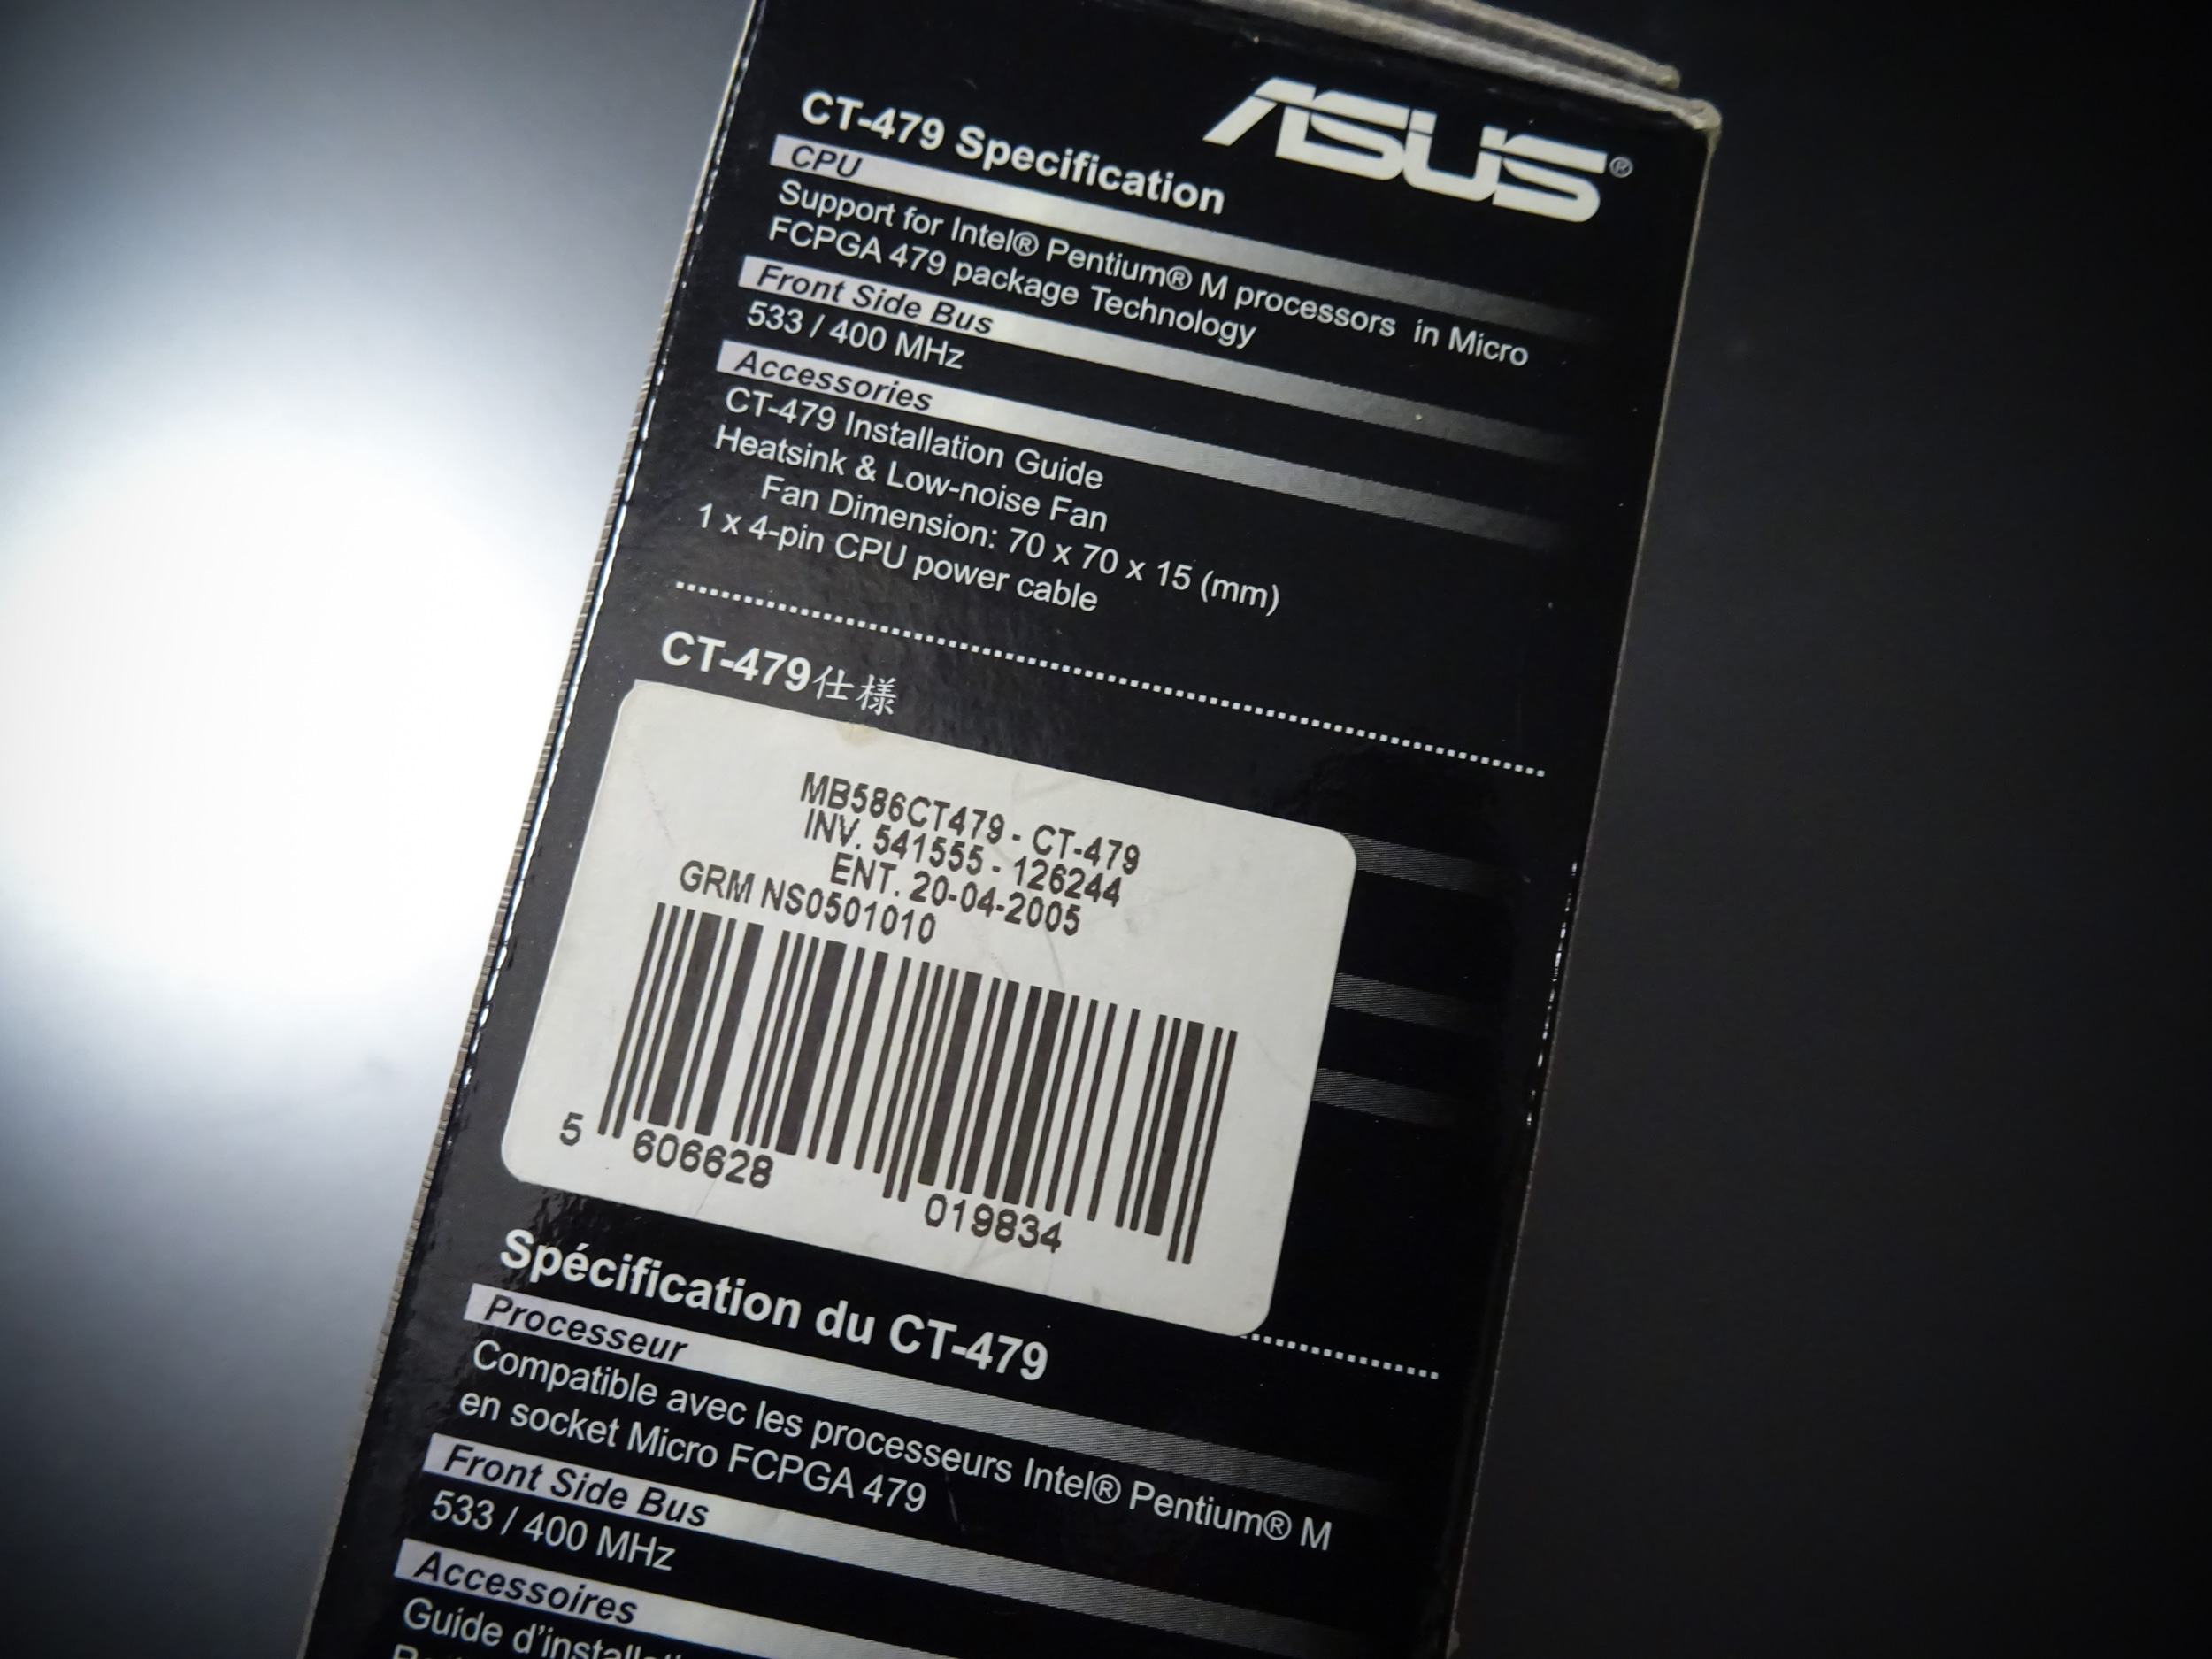 ASUS®
CT-479 Specification
CPU
Support for Intel® Pentium® M processors in Micro
FCPGA 479 package Technology
Front Side Bus
533 / 400 MHz
Accessories
CT-479 Installation Guide
Heatsink & Low-noise Fan
Fan Dimension: 70 x 70 x 15 (mm)
1 x 4-pin CPU power cable
CT-479仕様
MB586CT479 - CT-479
INV. 541555 - 126244
ENT. 20-04-2005
GRM NS0501010
5 606628 019834
Spécification du CT-479
Processeur
Compatible avec les processeurs Intel® Pentium® M
en socket Micro FCPGA 479
Front Side Bus
533 / 400 MHz
Accessoires
Guide